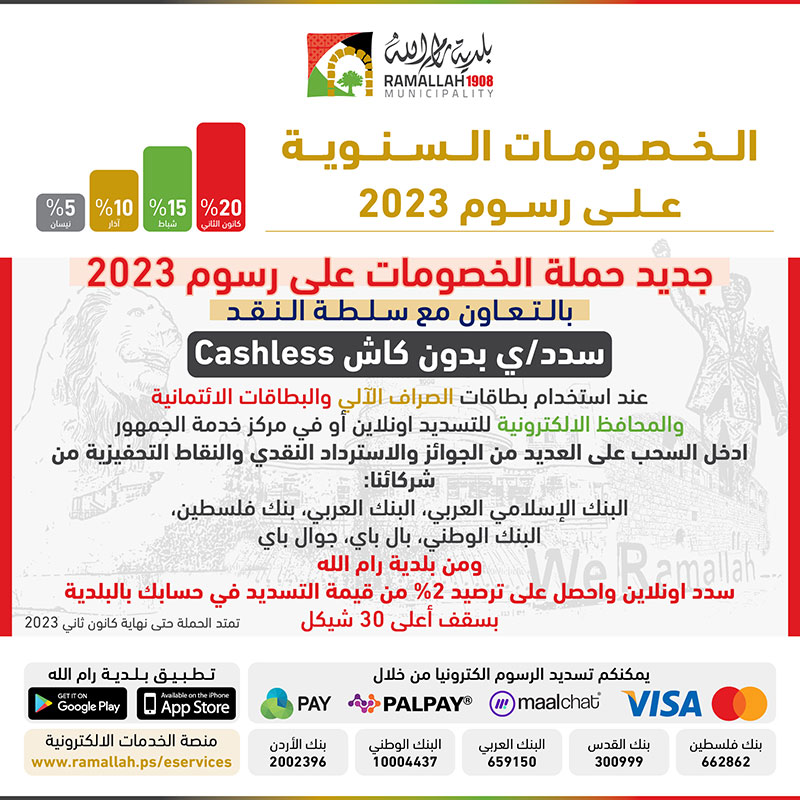 بلدية رام الله
RAMALLAH 1908
MUNICIPALITY
الخصومات السنوية
على رسوم 2023
%20
كانون الثاني
%15
شباط
%10
آذار
%5
نيسان
جديد حملة الخصومات على رسوم 2023
بالتعاون مع سلطة النقد
سدد/ي بدون كاش Cashless
عند استخدام بطاقات الصراف الآلي والبطاقات الائتمانية
والمحافظ الالكترونية للتسديد اونلاين أو في مركز خدمة الجمهور
ادخل السحب على العديد من الجوائز والاسترداد النقدي والنقاط التحفيزية من
شركائنا:
البنك الإسلامي العربي، البنك العربي، بنك فلسطين،
البنك الوطني، بال باي، جوال باي
ومن بلدية رام الله
سدد اونلاين واحصل على ترصيد 2% من قيمة التسديد في حسابك بالبلدية
بسقف أعلى 30 شيكل
تمتد الحملة حتى نهاية كانون ثاني 2023
We Ramallah
يمكنكم تسديد الرسوم الكترونيا من خلال
VISA
maalchat
PALPAY®
PAY
بنك فلسطين
662862
بنك القدس
300999
البنك العربي
659150
البنك الوطني
10004437
بنك الأردن
2002396
تطبيق بلدية رام الله
Available on the iPhone
App Store
GET IT ON
Google Play
منصة الخدمات الالكترونية
www.ramallah.ps/eservices